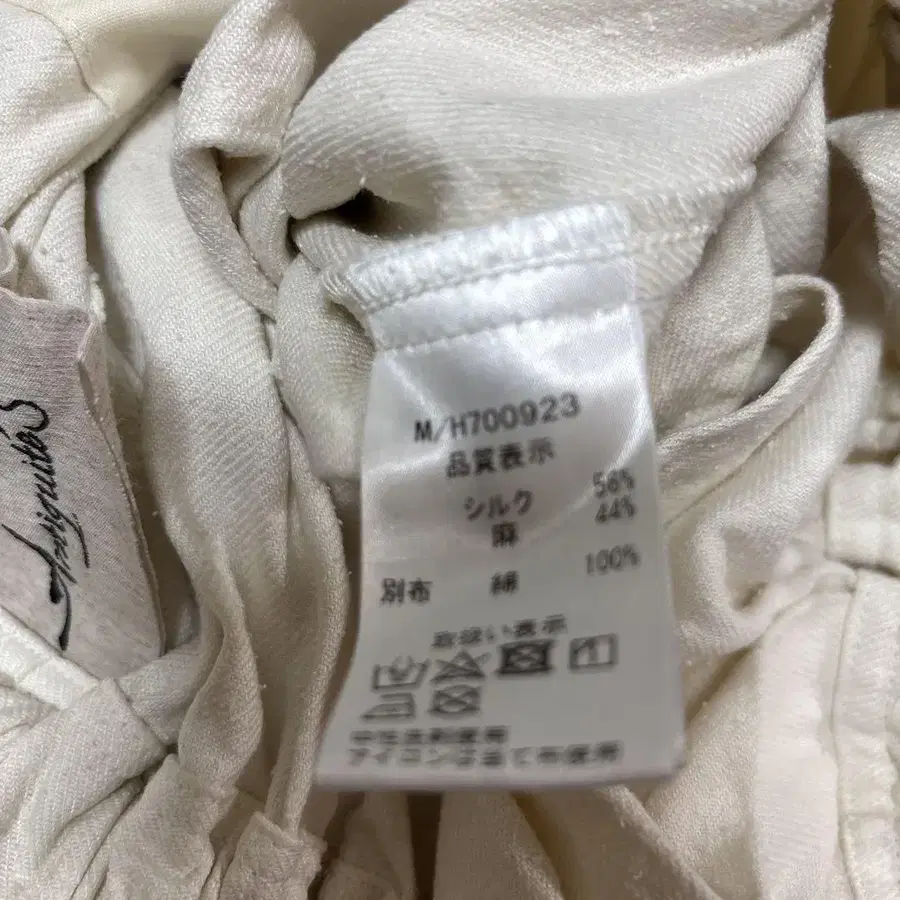 Antiquités
M/H700923
品質表示
シルク 56%
麻 44%
別布 綿 100%
取扱い表示
中性洗剤使用
アイロンは当て布使用